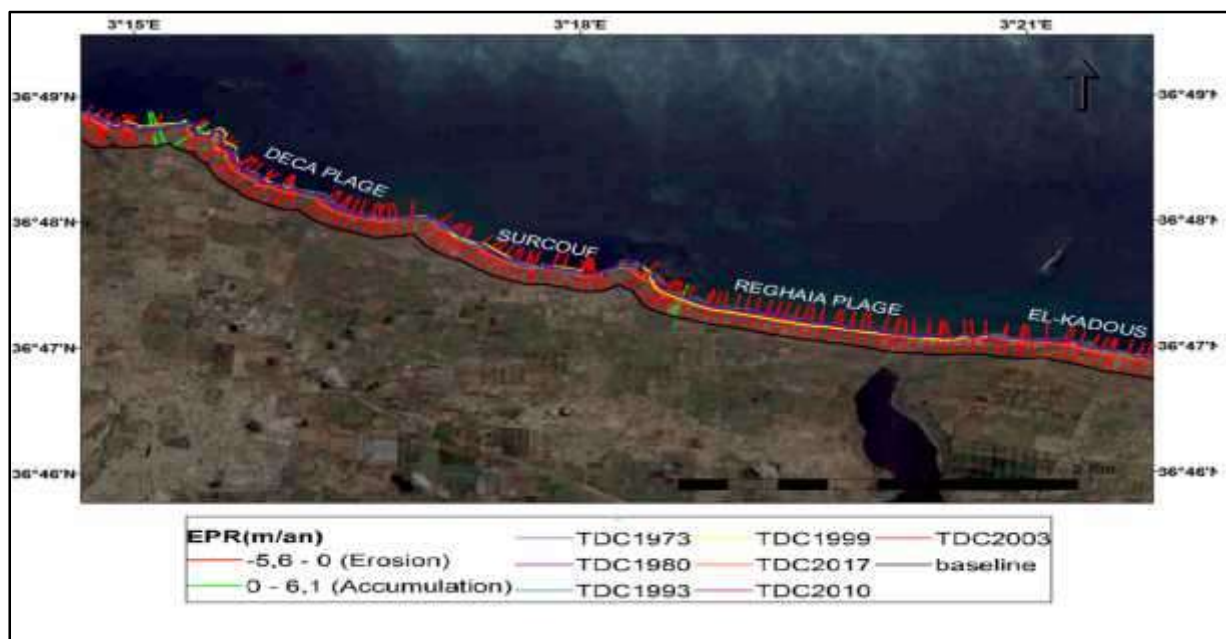 3°15'E 3°18'E 3°21'E
36°49'N 36°49'N
DECA PLAGE
36°48'N 36°48'N
SURCOUF
REGHAIA PLAGE
EL-KADOUS
36°47'N 36°47'N
36°46'N 36°46'N
EPR(m/an)
-5,6 - 0 (Erosion)
0 - 6,1 (Accumulation)
TDC1973
TDC1980
TDC1993
TDC1999
TDC2017
TDC2010
TDC2003
baseline